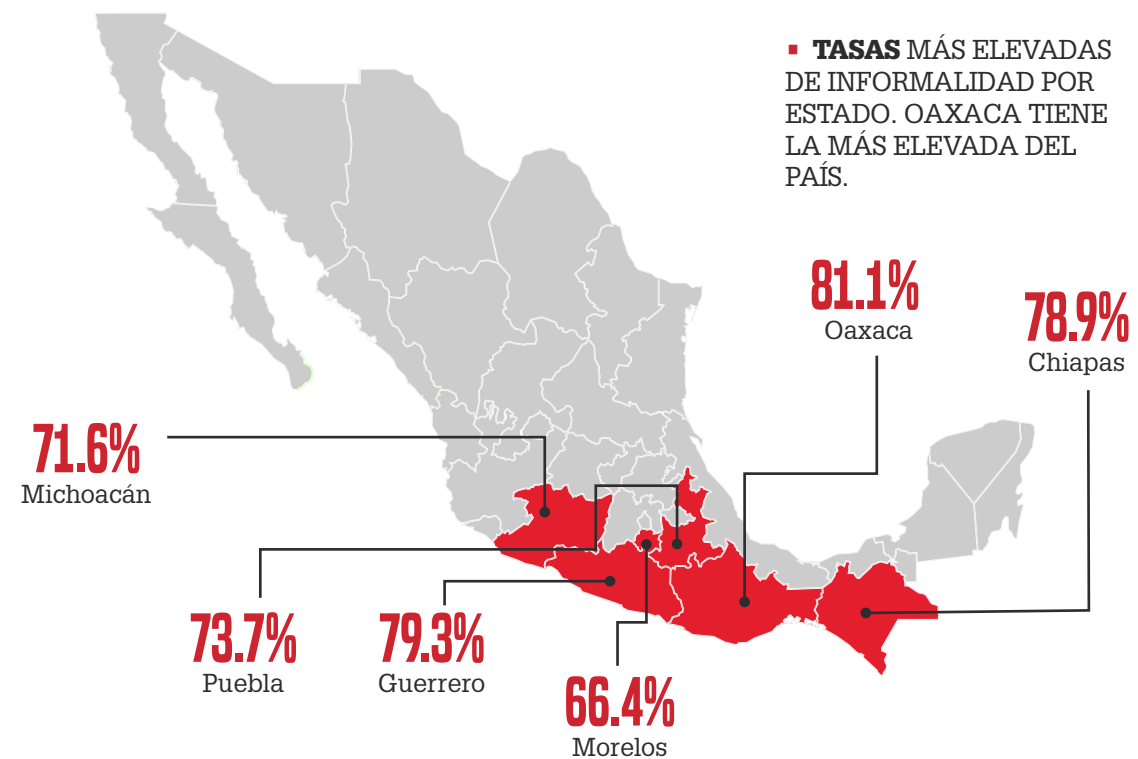 ▪ TASAS MÁS ELEVADAS
DE INFORMALIDAD POR
ESTADO. OAXACA TIENE
LA MÁS ELEVADA DEL
PAÍS.
81.1%
Oaxaca
78.9%
Chiapas
71.6%
Michoacán
73.7%
Puebla
79.3%
Guerrero
66.4%
Morelos